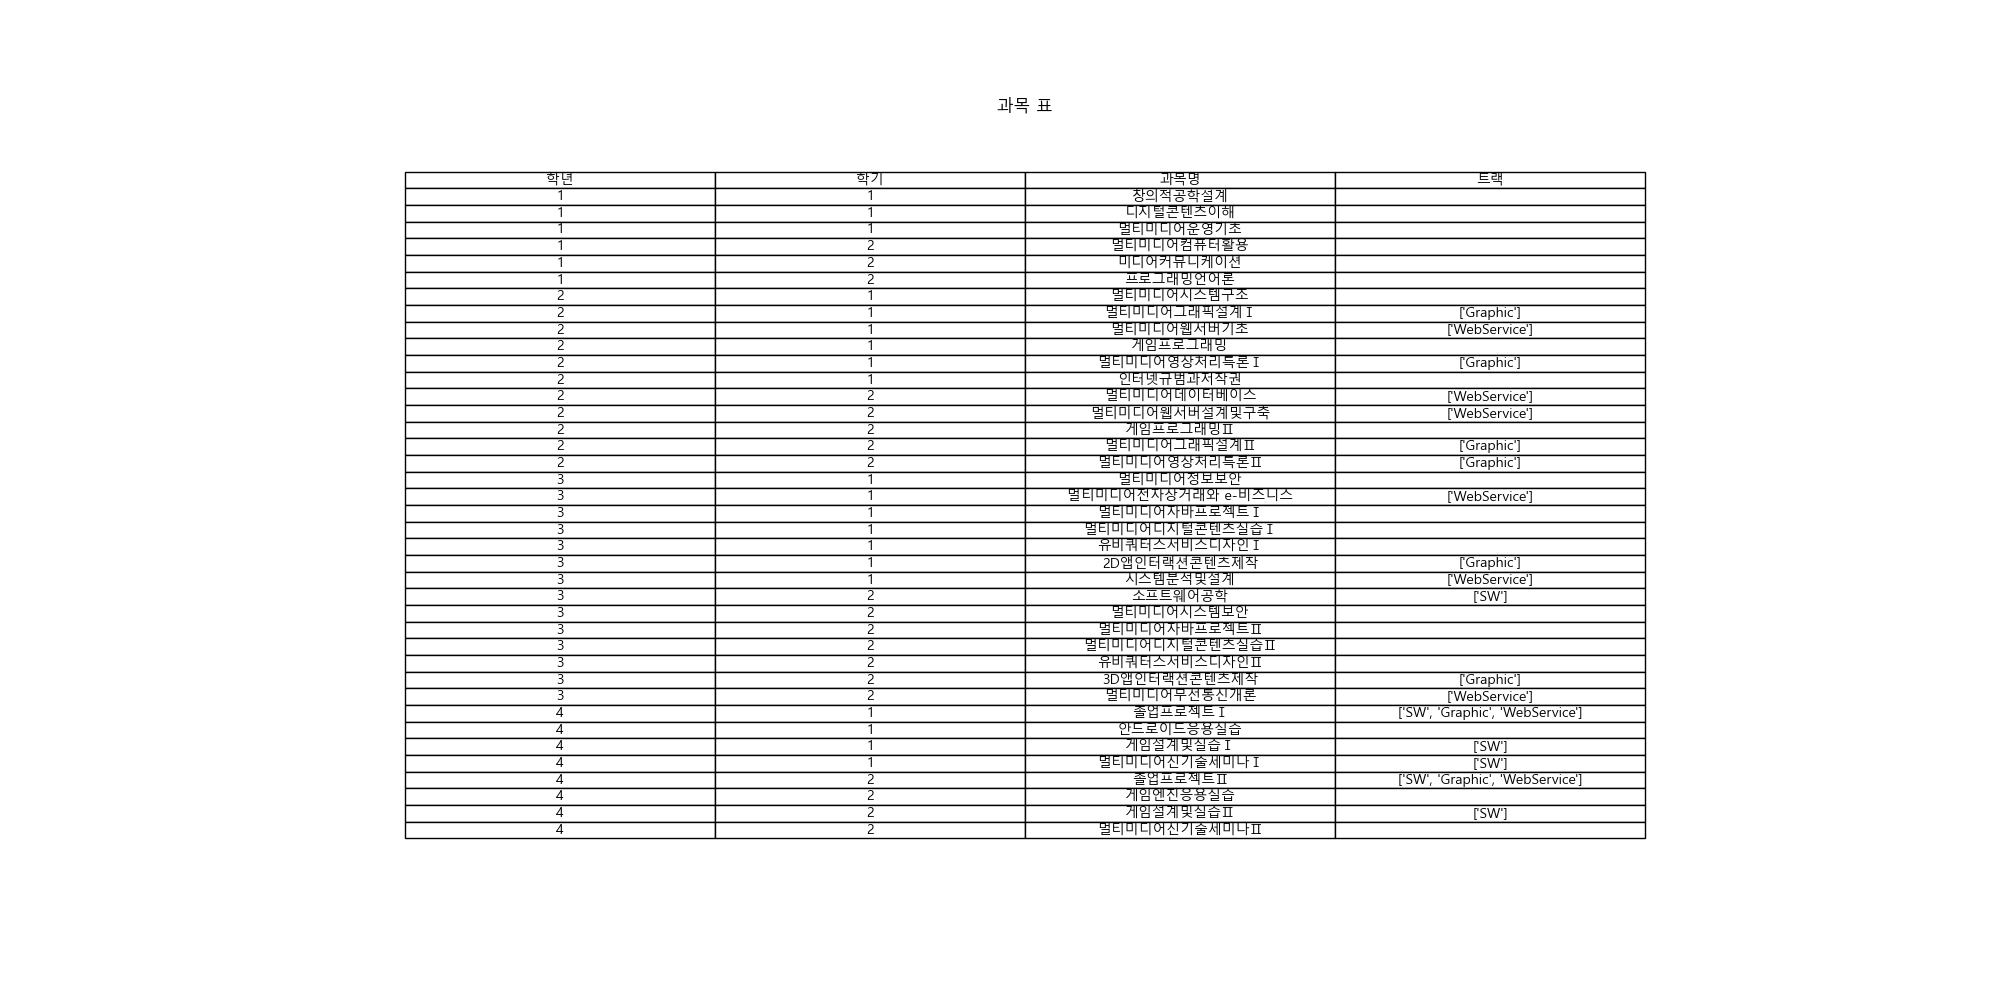 과목 표
학년 학기 과목명 트랙
1 1 창의적공학설계
1 1 디지털콘텐츠이해
1 1 멀티미디어운영기초
1 2 멀티미디어컴퓨터활용
1 2 미디어커뮤니케이션
1 2 프로그래밍언어론
2 1 멀티미디어시스템구조
2 1 멀티미디어그래픽설계Ⅰ ['Graphic']
2 1 멀티미디어웹서버기초 ['WebService']
2 1 게임프로그래밍
2 1 멀티미디어영상처리특론Ⅰ ['Graphic']
2 1 인터넷규범과저작권
2 2 멀티미디어데이터베이스 ['WebService']
2 2 멀티미디어웹서버설계및구축 ['WebService']
2 2 게임프로그래밍Ⅱ
2 2 멀티미디어그래픽설계Ⅱ ['Graphic']
2 2 멀티미디어영상처리특론Ⅱ ['Graphic']
3 1 멀티미디어정보보안
3 1 멀티미디어전자상거래와 e-비즈니스 ['WebService']
3 1 멀티미디어자바프로젝트Ⅰ
3 1 멀티미디어디지털콘텐츠실습Ⅰ
3 1 유비쿼터스서비스디자인Ⅰ
3 1 2D앱인터랙션콘텐츠제작 ['Graphic']
3 1 시스템분석및설계 ['WebService']
3 2 소프트웨어공학 ['SW']
3 2 멀티미디어시스템보안
3 2 멀티미디어자바프로젝트Ⅱ
3 2 멀티미디어디지털콘텐츠실습Ⅱ
3 2 유비쿼터스서비스디자인Ⅱ
3 2 3D앱인터랙션콘텐츠제작 ['Graphic']
3 2 멀티미디어무선통신개론 ['WebService']
4 1 졸업프로젝트Ⅰ ['SW', 'Graphic', 'WebService']
4 1 안드로이드응용실습
4 1 게임설계및실습Ⅰ ['SW']
4 1 멀티미디어신기술세미나Ⅰ ['SW']
4 2 졸업프로젝트Ⅱ ['SW', 'Graphic', 'WebService']
4 2 게임엔진응용실습
4 2 게임설계및실습Ⅱ ['SW']
4 2 멀티미디어신기술세미나Ⅱ